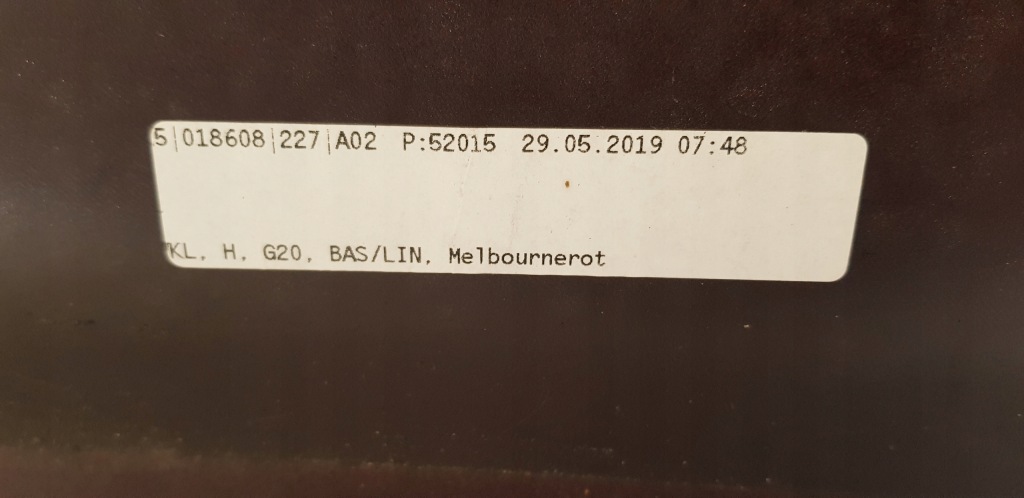 5|018608|227|A02 P:52015 29.05.2019 07:48
KL, H, G20, BAS/LIN, Melbournerot